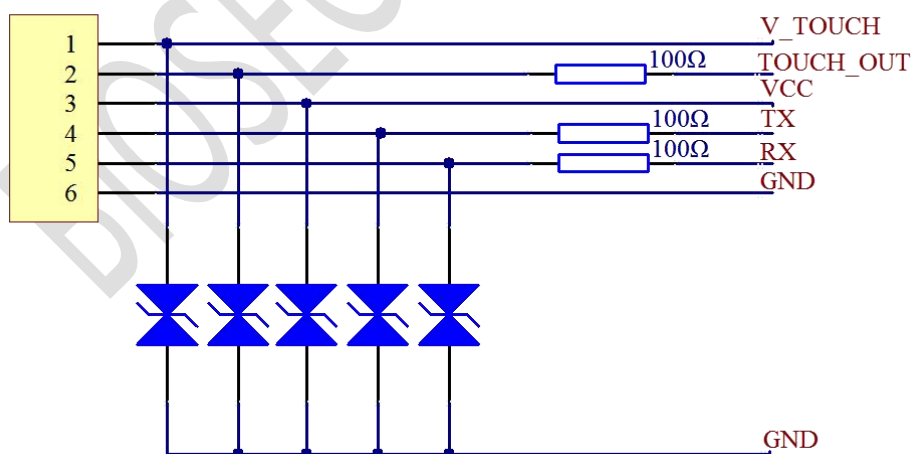 1 V_TOUCH
2 100Ω TOUCH_OUT
3 VCC
4 100Ω TX
5 100Ω RX
6 GND
GND